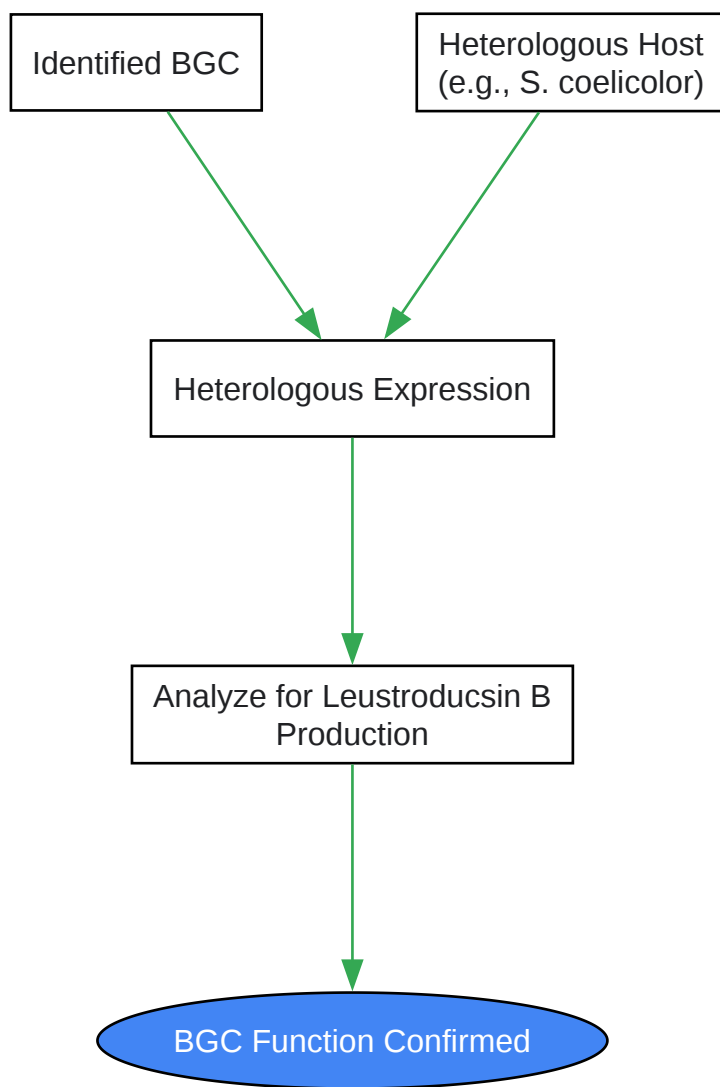 Identified BGC
Heterologous Host
(e.g., S. coelicolor)
Heterologous Expression
Analyze for Leustroducsin B
Production
BGC Function Confirmed